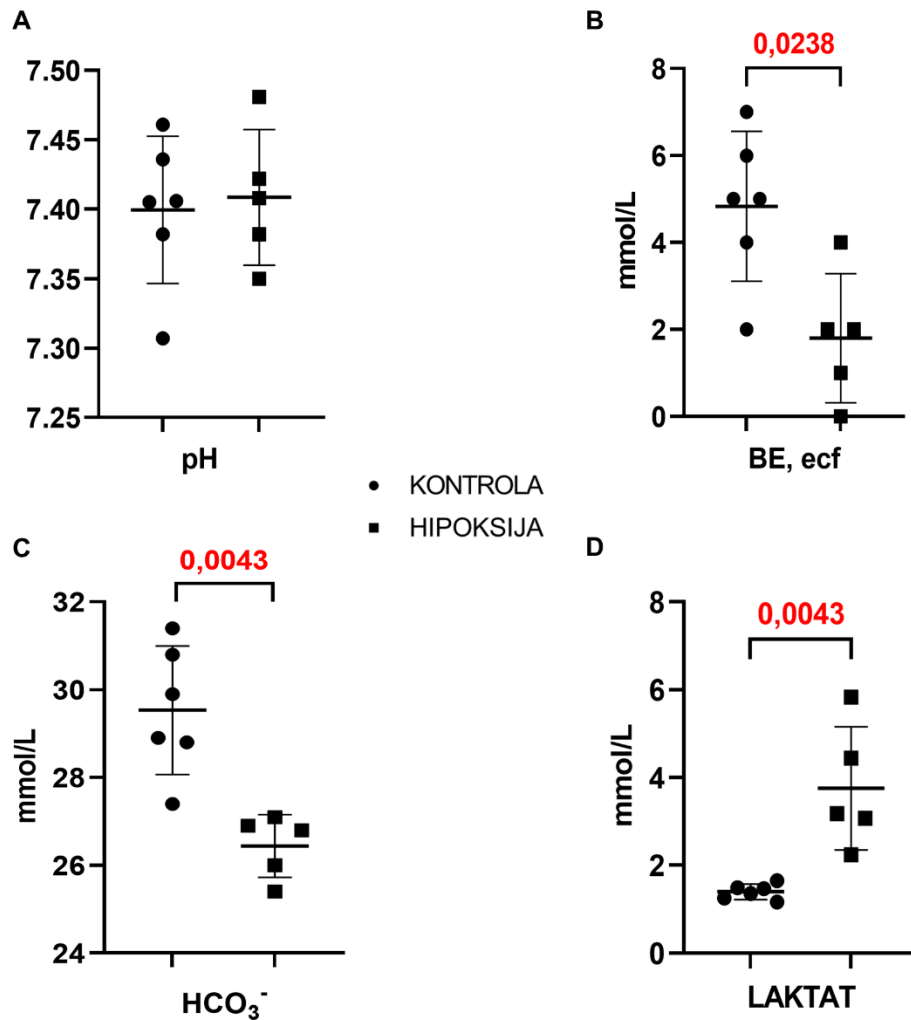 A
7.50
7.45
7.40
7.35
7.30
7.25
pH
B
0,0238
8
6
4
2
0
mmol/L
BE, ecf
KONTROLA
HIPOKSIJA
C
0,0043
32
30
28
26
24
mmol/L
HCO₃⁻
D
0,0043
8
6
4
2
0
mmol/L
LAKTAT